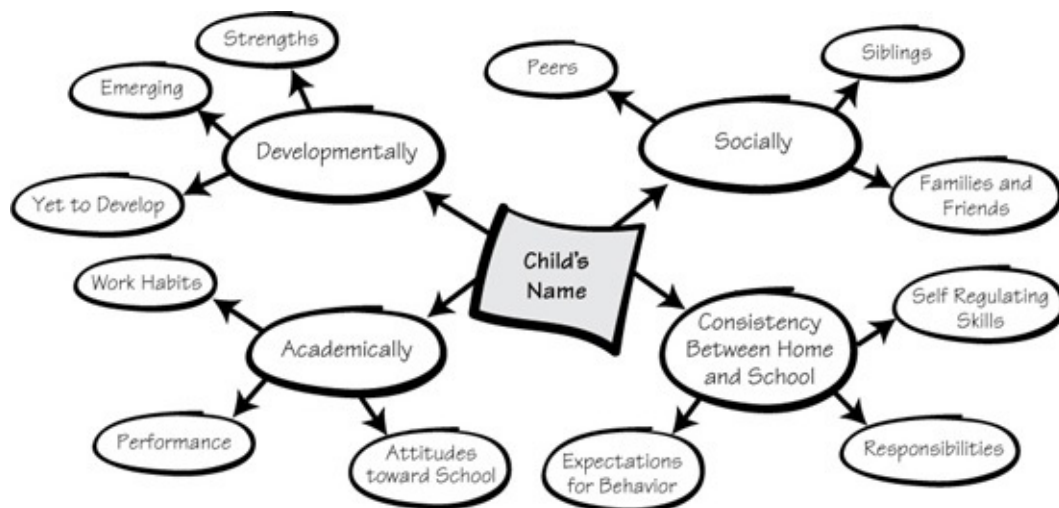 Strengths
Emerging
Developmentally
Yet to Develop
Peers
Siblings
Socially
Families and
Friends
Child's
Name
Work Habits
Academically
Performance
Attitudes
toward School
Consistency
Between Home
and School
Self Regulating
Skills
Expectations
for Behavior
Responsibilities